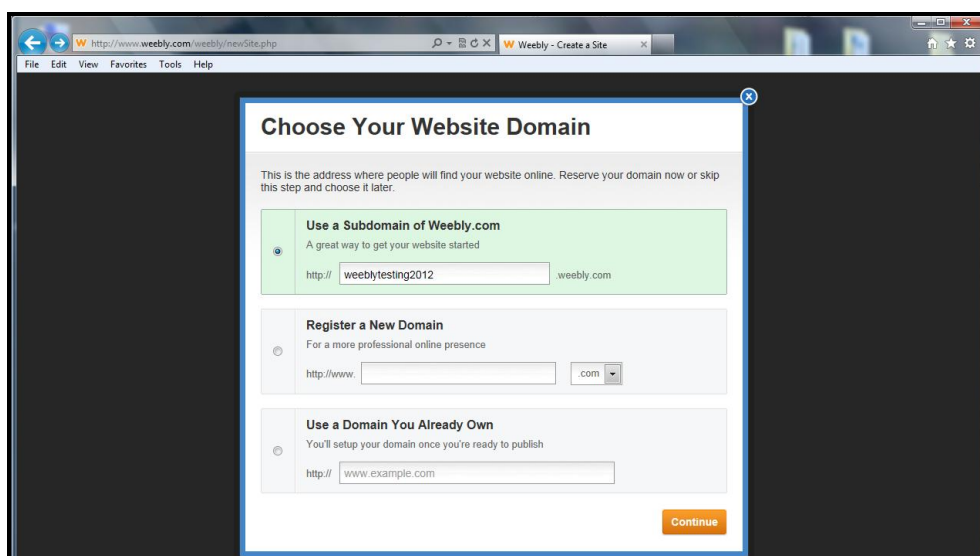 http://www.weebly.com/weebly/newSite.php
W Weebly - Create a Site
File Edit View Favorites Tools Help
Choose Your Website Domain
This is the address where people will find your website online. Reserve your domain now or skip
this step and choose it later.
Use a Subdomain of Weebly.com
A great way to get your website started
http:// weeblytesting2012 .weebly.com
Register a New Domain
For a more professional online presence
http://www. .com
Use a Domain You Already Own
You'll setup your domain once you're ready to publish
http:// www.example.com
Continue